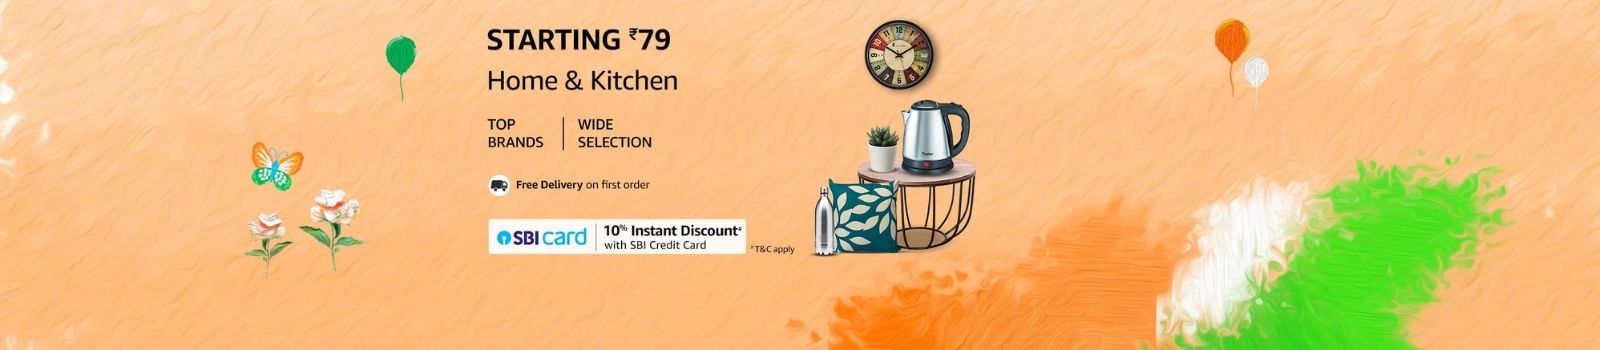 STARTING ₹79
Home & Kitchen
TOP BRANDS | WIDE SELECTION
Free Delivery on first order
SBI card | 10% Instant Discount#
with SBI Credit Card
#T&C apply